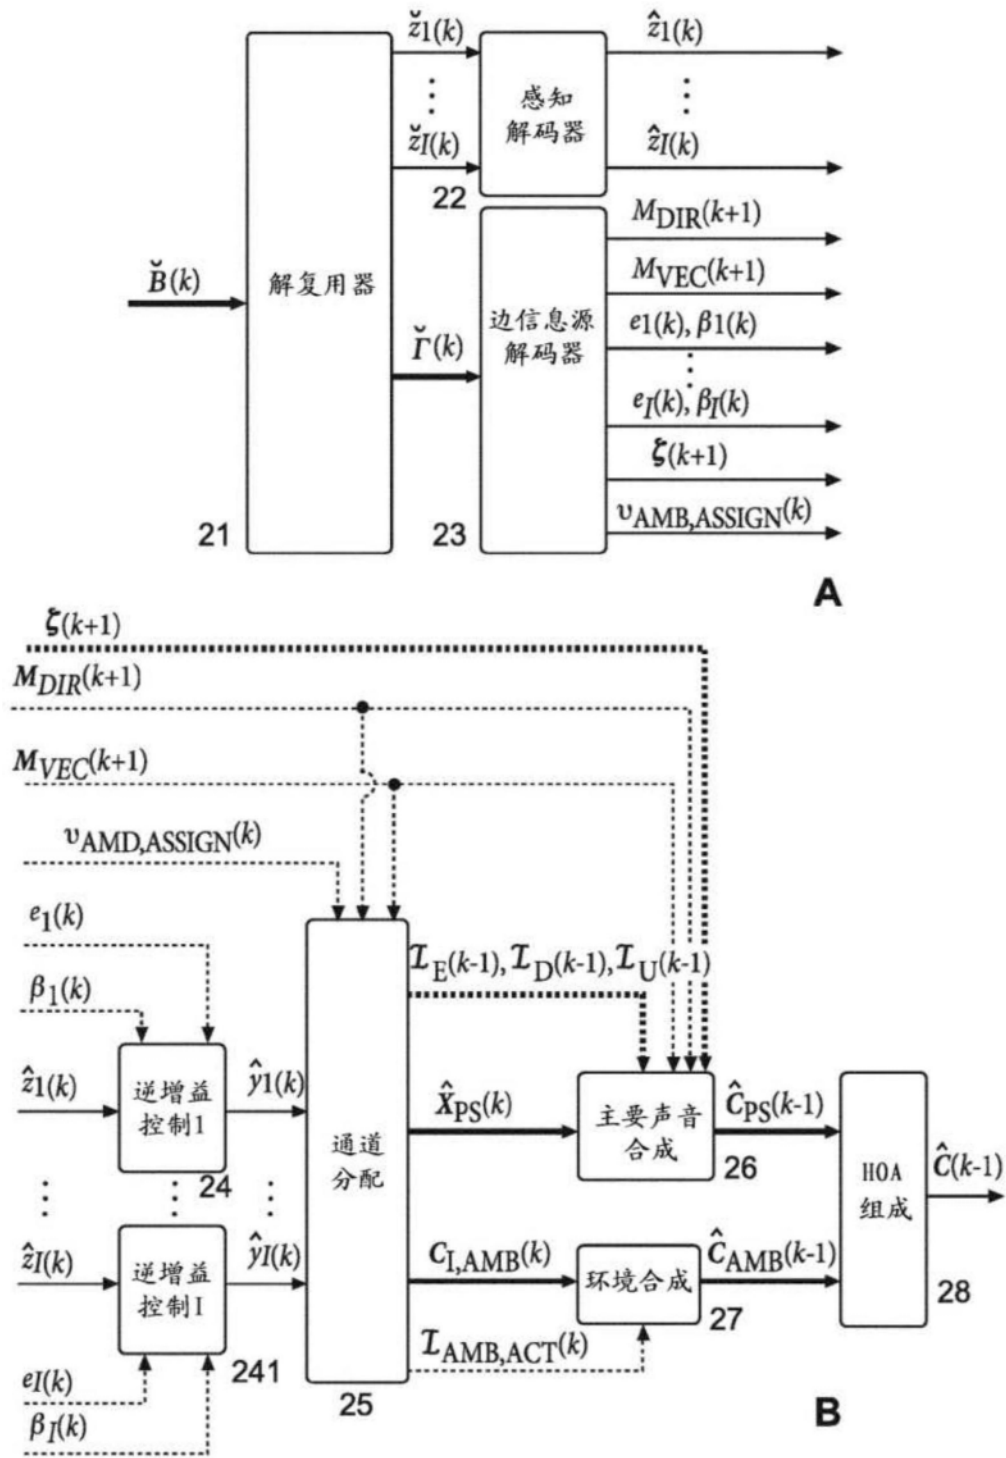 z̆1(k)
ẑ1(k)
感知
解码器
z̆I(k)
ẑI(k)
22
MDIR(k+1)
B̆(k)
解复用器
MVEC(k+1)
边信息源
解码器
e1(k), β1(k)
Γ̆(k)
eI(k), βI(k)
ζ(k+1)
υAMB,ASSIGN(k)
21
23
A
ζ(k+1)
MDIR(k+1)
MVEC(k+1)
υAMD,ASSIGN(k)
e1(k)
ℐE(k-1), ℐD(k-1), ℐU(k-1)
β1(k)
ẑ1(k)
逆增益
控制1
ŷ1(k)
通道
分配
X̂PS(k)
主要声音
合成
ĈPS(k-1)
24
26
HOA
组成
Ĉ(k-1)
ẑI(k)
逆增益
控制I
ŷI(k)
CI,AMB(k)
环境合成
ĈAMB(k-1)
28
27
ℐAMB,ACT(k)
241
eI(k)
25
βI(k)
B